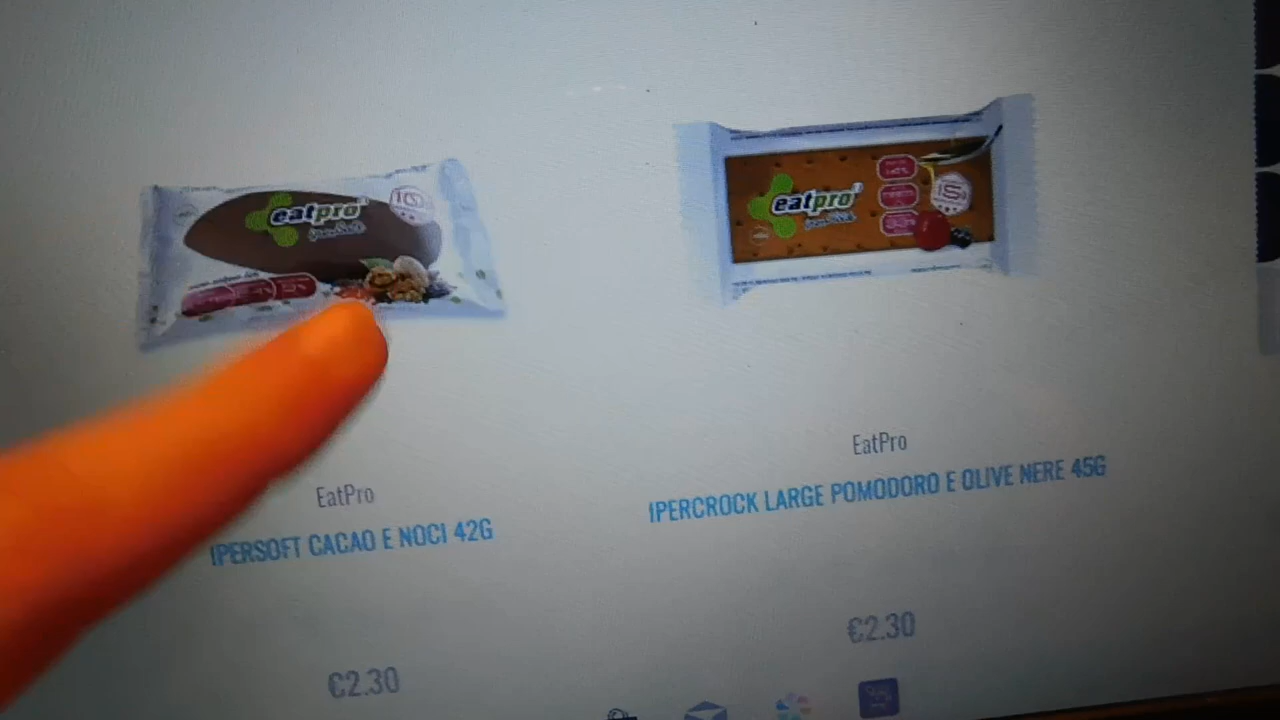 eatpro
eatpro
EatPro
IPERSOFT CACAO E NOCI 42G
€2.30
EatPro
IPERCROCK LARGE POMODORO E OLIVE NERE 45G
€2.30